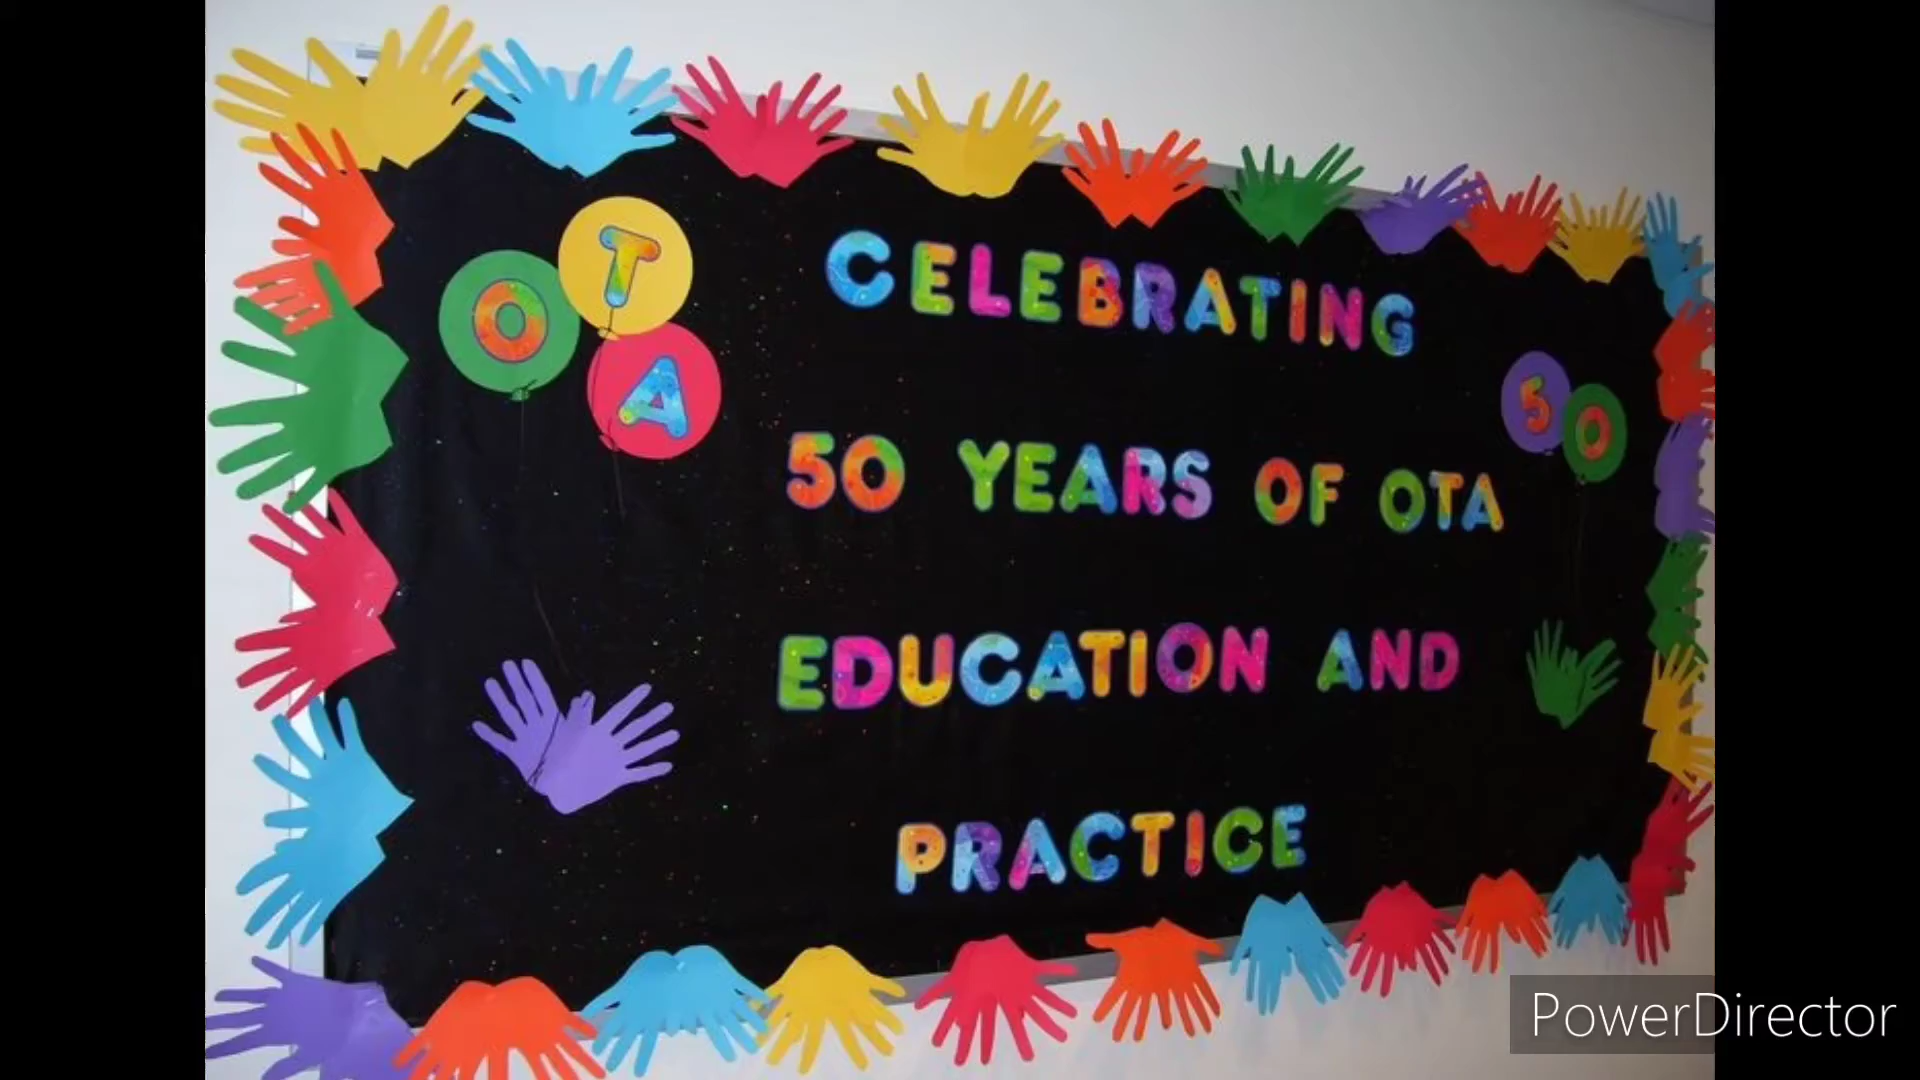 OTA
CELEBRATING
50 YEARS OF OTA
50
EDUCATION AND
PRACTICE
PowerDirector